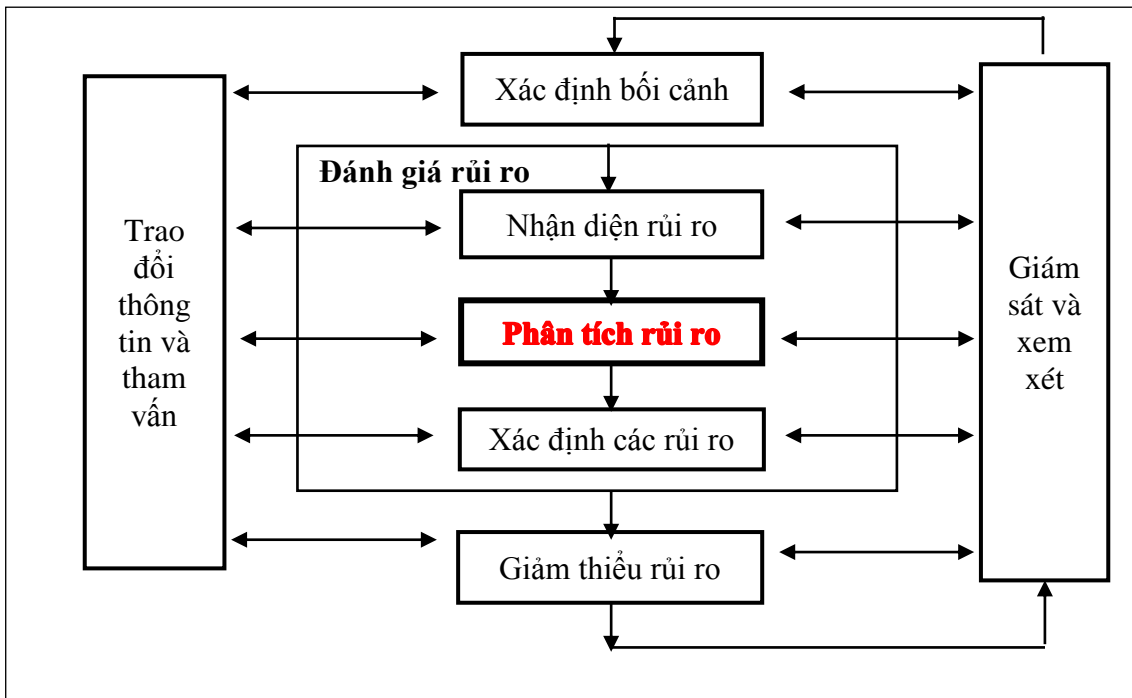 Xác định bối cảnh
Đánh giá rủi ro
Nhận diện rủi ro
Trao
đổi
thông
tin và
tham
vấn
Phân tích rủi ro
Giám
sát và
xem
xét
Xác định các rủi ro
Giảm thiểu rủi ro